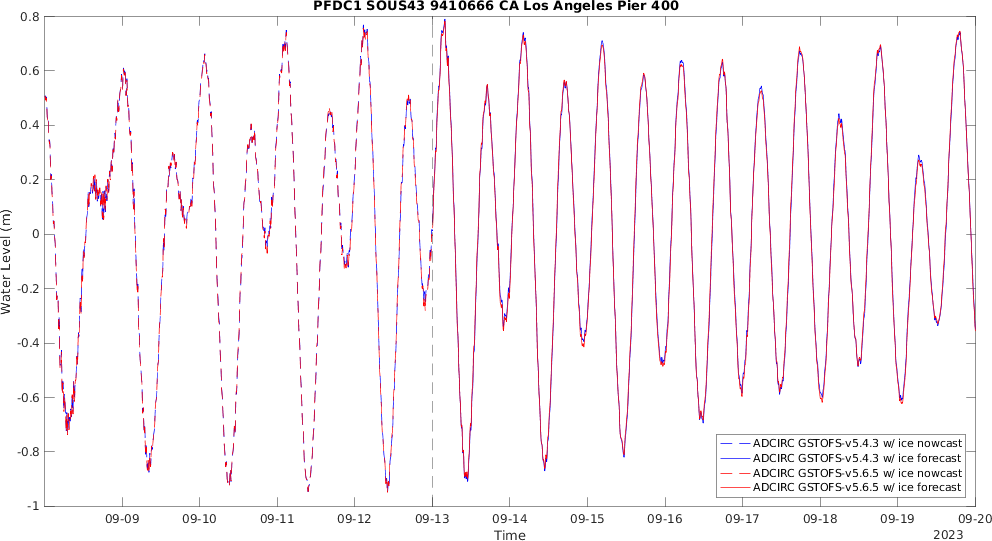 PFDC1 SOUS43 9410666 CA Los Angeles Pier 400
0.8
0.6
0.4
0.2
0
-0.2
-0.4
-0.6
-0.8
-1
Water Level (m)
ADCIRC GSTOFS-v5.4.3 w/ ice nowcast
ADCIRC GSTOFS-v5.4.3 w/ ice forecast
ADCIRC GSTOFS-v5.6.5 w/ ice nowcast
ADCIRC GSTOFS-v5.6.5 w/ ice forecast
09-09 09-10 09-11 09-12 09-13 09-14 09-15 09-16 09-17 09-18 09-19 09-20
Time
2023